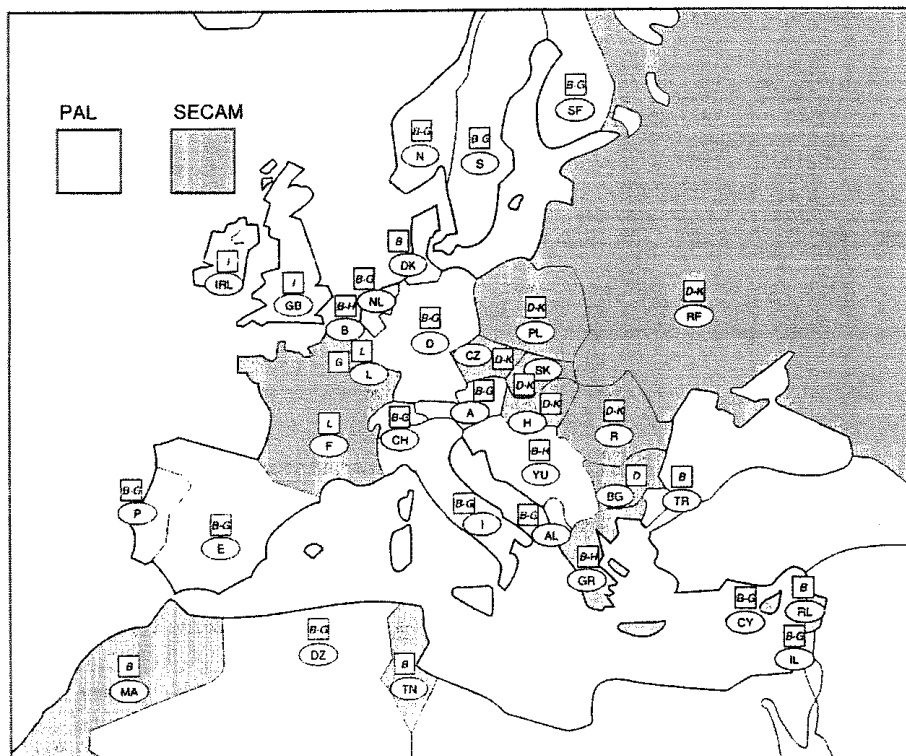 PAL SECAM
B-G
SF
B-G
N
B-G
S
I
IRL
I
GB
B
DK
B-G
NL
B-H
B
B-G
D
D-K
PL
D-K
RF
G
L
L
CZ
D-K
D-K
SK
L
F
B-G
CH
B-G
A
D-K
D-K
H
D-K
R
B-H
YU
D
BG
B
TR
B-G
P
B-G
E
B-G
I
B-G
AL
B-H
GR
B-G
CY
B
RL
B-G
IL
B
MA
B-G
DZ
B
TN